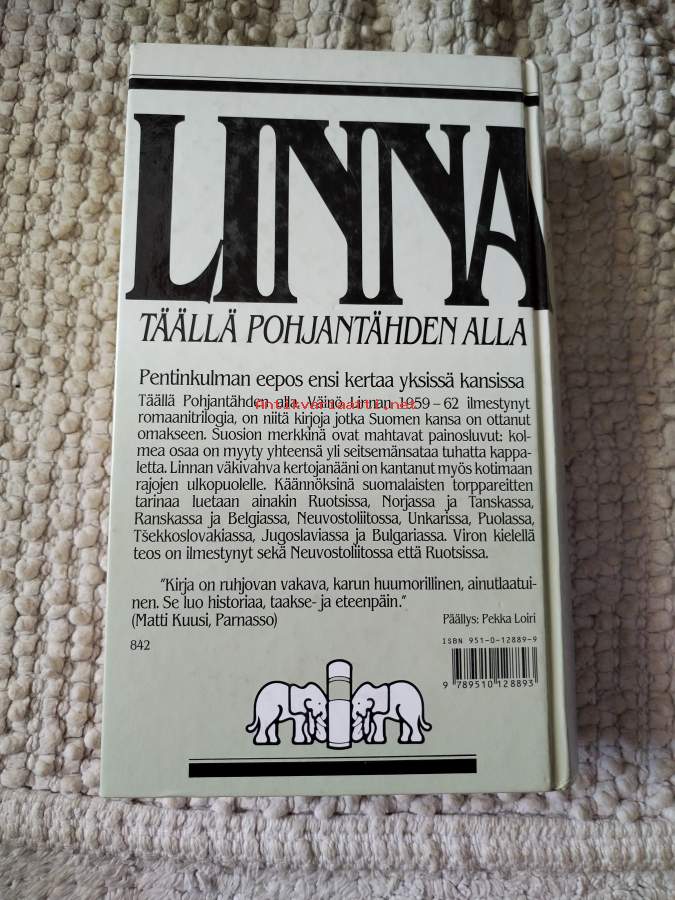 LINNA
TÄÄLLÄ POHJANTÄHDEN ALLA
Pentinkulman eepos ensi kertaa yksissä kansissa
Täällä Pohjantähden alla, Väinö Linnan 1959–62 ilmestynyt
Antikvariaatti.net
romaanitrilogia, on niitä kirjoja jotka Suomen kansa on ottanut
omakseen. Suosion merkkinä ovat mahtavat painosluvut: kol-
mea osaa on myyty yhteensä yli seitsemänsataa tuhatta kappa-
letta. Linnan väkivahva kertojanääni on kantanut myös kotimaan
rajojen ulkopuolelle. Käännöksinä suomalaisten torppareitten
tarinaa luetaan ainakin Ruotsissa, Norjassa ja Tanskassa,
Ranskassa ja Belgiassa, Neuvostoliitossa, Unkarissa, Puolassa,
Tšekkoslovakiassa, Jugoslaviassa ja Bulgariassa. Viron kielellä
teos on ilmestynyt sekä Neuvostoliitossa että Ruotsissa.
"Kirja on ruhjovan vakava, karun huumorillinen, ainutlaatui-
nen. Se luo historiaa, taakse- ja eteenpäin."
(Matti Kuusi, Parnasso)
Päällys: Pekka Loiri
842
ISBN 951-0-12889-9
9 789510 128893